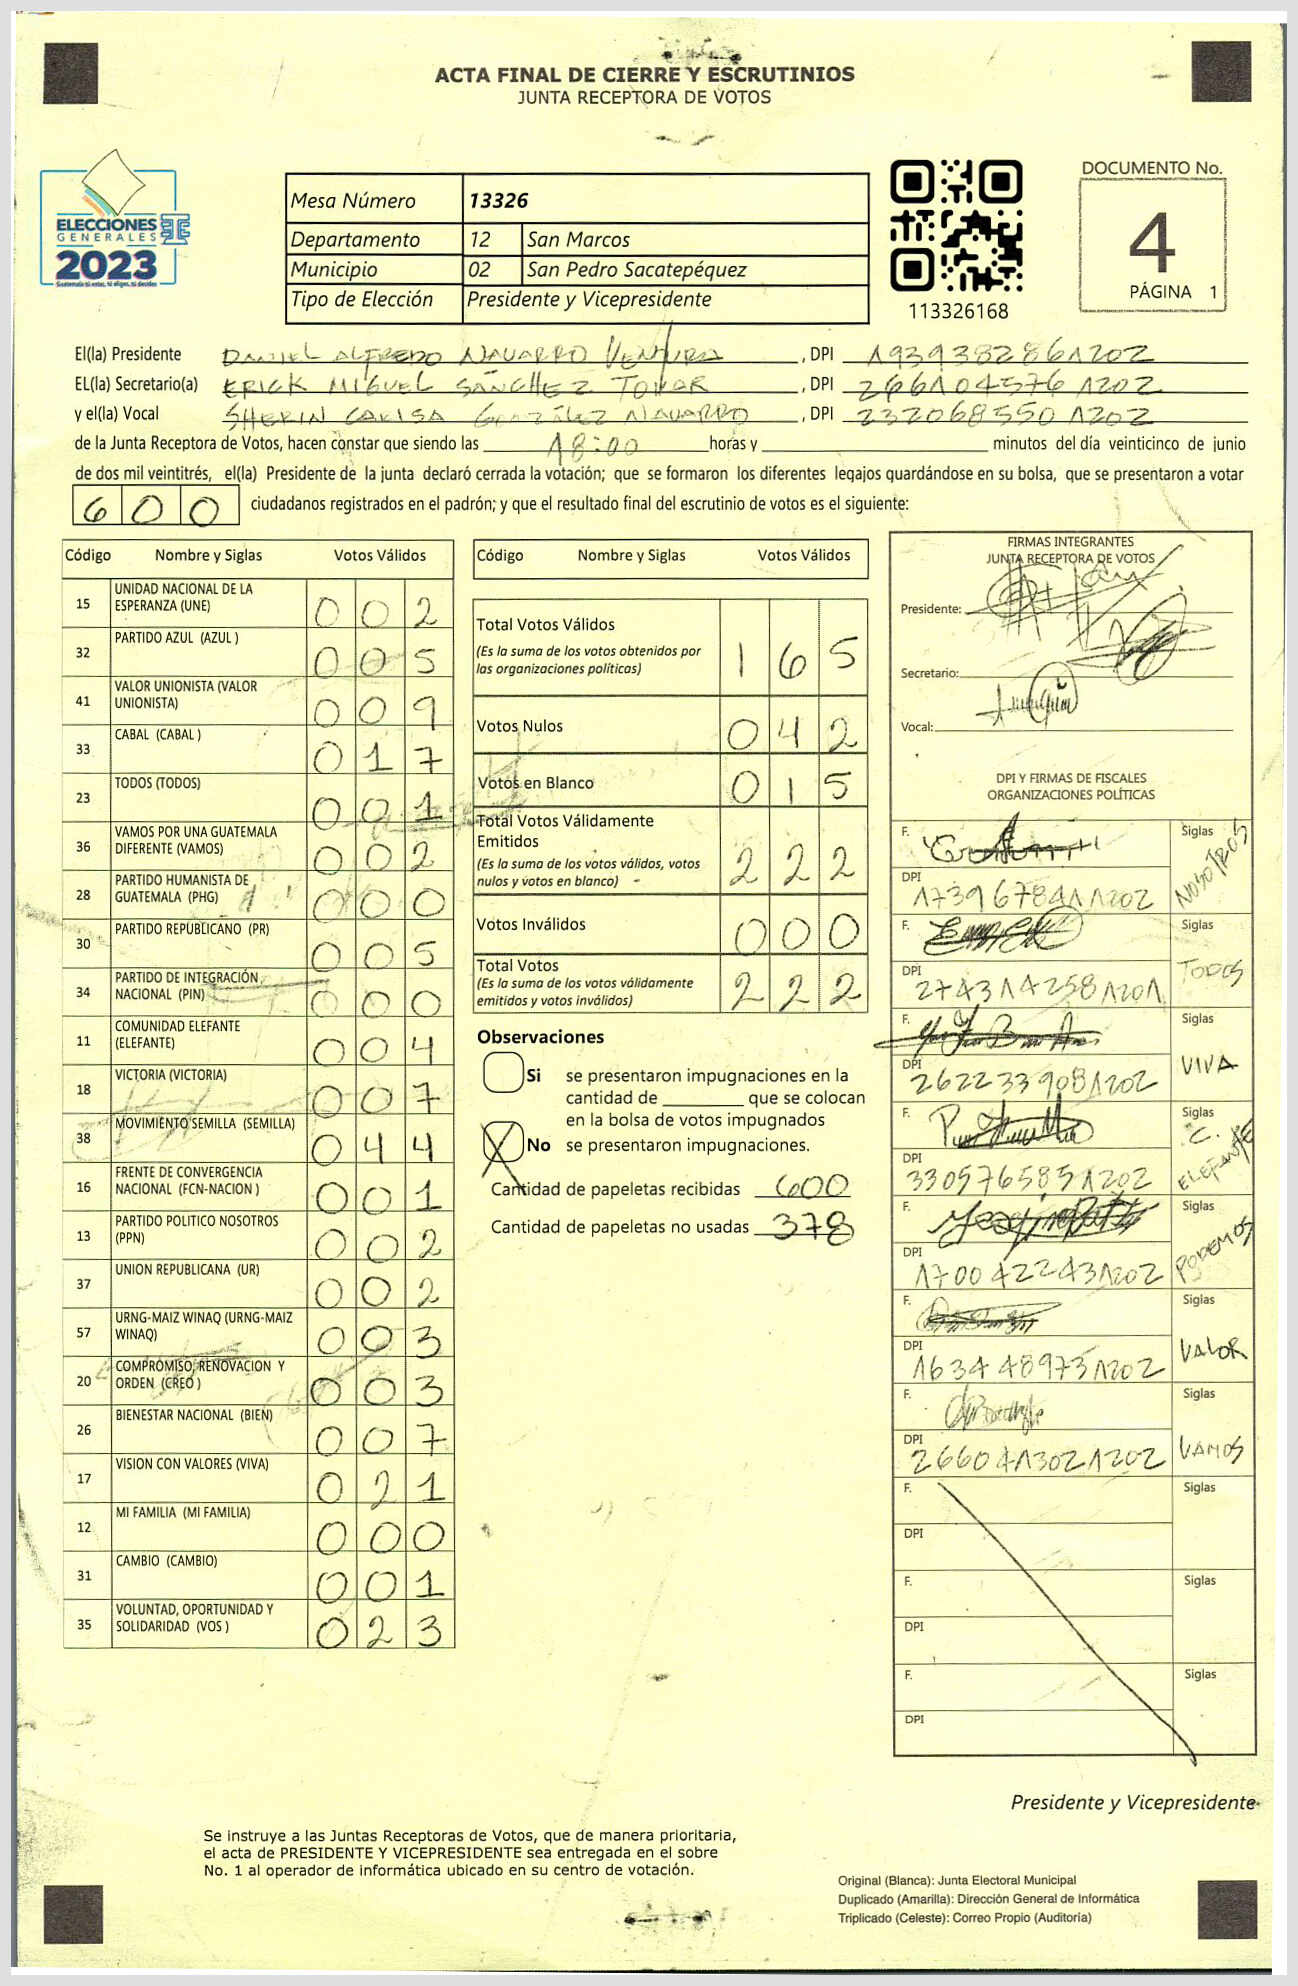 ACTA FINAL DE CIERRE Y ESCRUTINIOS
JUNTA RECEPTORA DE VOTOS
ELECCIONES
GENERALES
2023
Guatemala tú votas, tú eliges, tú decides
Mesa Número 13326
Departamento 12 San Marcos
Municipio 02 San Pedro Sacatepéquez
Tipo de Elección Presidente y Vicepresidente
113326168
DOCUMENTO No.
4
PÁGINA 1
El(la) Presidente DANIEL ALFREDO NAVARRO VENTURA, DPI 1939382861202
EL(la) Secretario(a) ERICK MIGUEL SÁNCHEZ TOVAR, DPI 2661045761202
y el(la) Vocal SHERIN CARISA GONZÁLEZ NAVARRO, DPI 2320685501202
de la Junta Receptora de Votos, hacen constar que siendo las 18:00 horas y minutos del día veinticinco de junio
de dos mil veintitrés, el(la) Presidente de la junta declaró cerrada la votación; que se formaron los diferentes legajos quardándose en su bolsa, que se presentaron a votar
600 ciudadanos registrados en el padrón; y que el resultado final del escrutinio de votos es el siguiente:
Código Nombre y Siglas Votos Válidos
15 UNIDAD NACIONAL DE LA ESPERANZA (UNE) 002
32 PARTIDO AZUL (AZUL ) 005
41 VALOR UNIONISTA (VALOR UNIONISTA) 009
33 CABAL (CABAL ) 017
23 TODOS (TODOS) 001
36 VAMOS POR UNA GUATEMALA DIFERENTE (VAMOS) 002
28 PARTIDO HUMANISTA DE GUATEMALA (PHG) 000
30 PARTIDO REPUBLICANO (PR) 005
34 PARTIDO DE INTEGRACIÓN NACIONAL (PIN) 000
11 COMUNIDAD ELEFANTE (ELEFANTE) 004
18 VICTORIA (VICTORIA) 007
38 MOVIMIENTO SEMILLA (SEMILLA) 044
16 FRENTE DE CONVERGENCIA NACIONAL (FCN-NACION ) 001
13 PARTIDO POLITICO NOSOTROS (PPN) 002
37 UNION REPUBLICANA (UR) 002
57 URNG-MAIZ WINAQ (URNG-MAIZ WINAQ) 003
20 COMPROMISO, RENOVACION Y ORDEN (CREO ) 003
26 BIENESTAR NACIONAL (BIEN) 007
17 VISION CON VALORES (VIVA) 021
12 MI FAMILIA (MI FAMILIA) 000
31 CAMBIO (CAMBIO) 001
35 VOLUNTAD, OPORTUNIDAD Y SOLIDARIDAD (VOS ) 023
Código Nombre y Siglas Votos Válidos
Total Votos Válidos 165
(Es la suma de los votos obtenidos por
las organizaciones políticas)
Votos Nulos 042
Votos en Blanco 015
Total Votos Válidamente
Emitidos 222
(Es la suma de los votos válidos, votos
nulos y votos en blanco)
Votos Inválidos 000
Total Votos 222
(Es la suma de los votos válidamente
emitidos y votos inválidos)
Observaciones
Si se presentaron impugnaciones en la
cantidad de que se colocan
en la bolsa de votos impugnados
X No se presentaron impugnaciones.
Cantidad de papeletas recibidas 600
Cantidad de papeletas no usadas 378
FIRMAS INTEGRANTES
JUNTA RECEPTORA DE VOTOS
Presidente:
Secretario:
Vocal:
DPI Y FIRMAS DE FISCALES
ORGANIZACIONES POLÍTICAS
F. Siglas NOSOTROS
DPI 1739678411202
F. Siglas TODOS
DPI 2743142581201
F. Siglas VIVA
DPI 2622339081202
F. Siglas C. ELEFANTE
DPI 3305765851202
F. Siglas PODEMOS
DPI 1700422431202
F. Siglas VALOR
DPI 1634489731202
F. Siglas VAMOS
DPI 2660413021202
F. Siglas
DPI
F. Siglas
DPI
F. Siglas
DPI
Presidente y Vicepresidente
Se instruye a las Juntas Receptoras de Votos, que de manera prioritaria,
el acta de PRESIDENTE Y VICEPRESIDENTE sea entregada en el sobre
No. 1 al operador de informática ubicado en su centro de votación.
Original (Blanca): Junta Electoral Municipal
Duplicado (Amarilla): Dirección General de Informática
Triplicado (Celeste): Correo Propio (Auditoría)